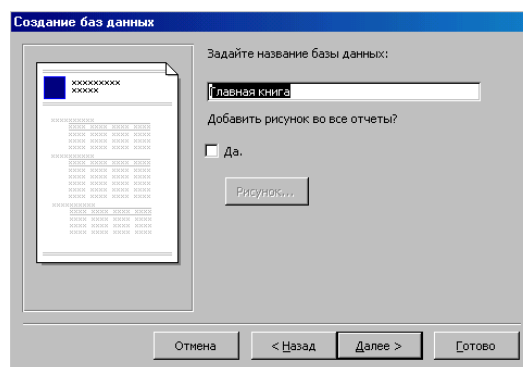 Создание баз данных
Задайте название базы данных:
Главная книга
Добавить рисунок во все отчеты?
Да.
Рисунок...
Отмена
< Назад
Далее >
Готово